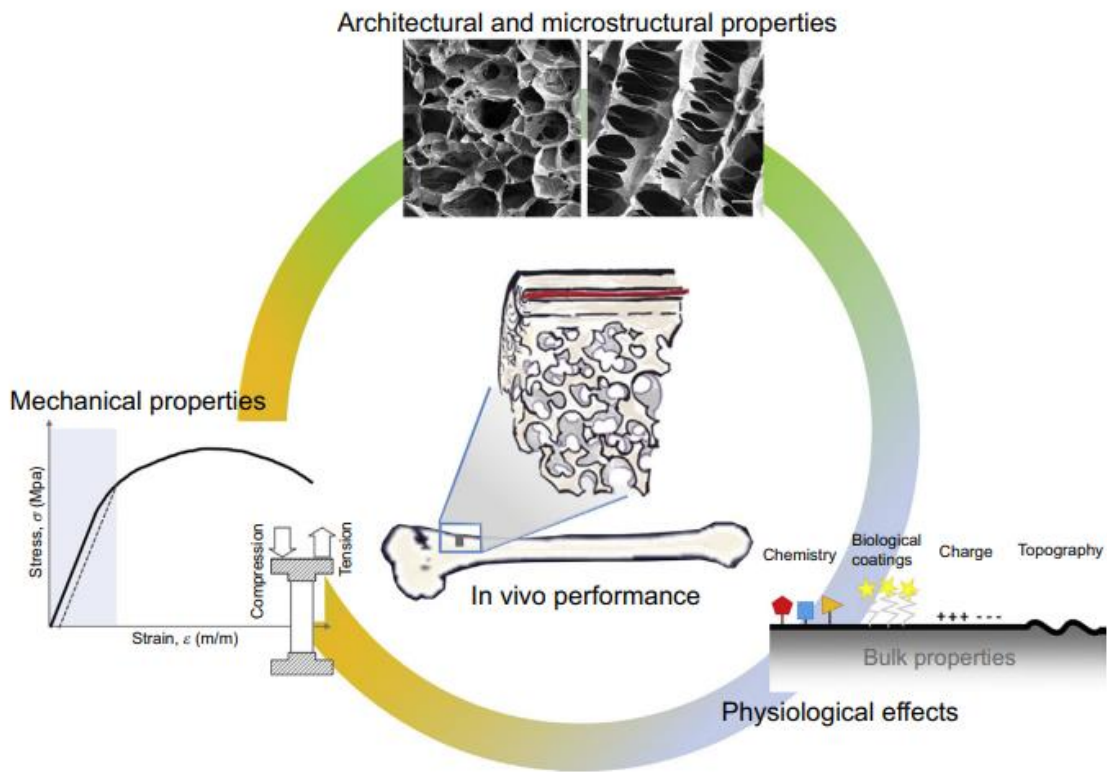 Architectural and microstructural properties
Mechanical properties
Stress, σ (Mpa)
Compression
Tension
Strain, ε (m/m)
In vivo performance
Chemistry
Biological
coatings
Charge
Topography
+++ ---
Bulk properties
Physiological effects